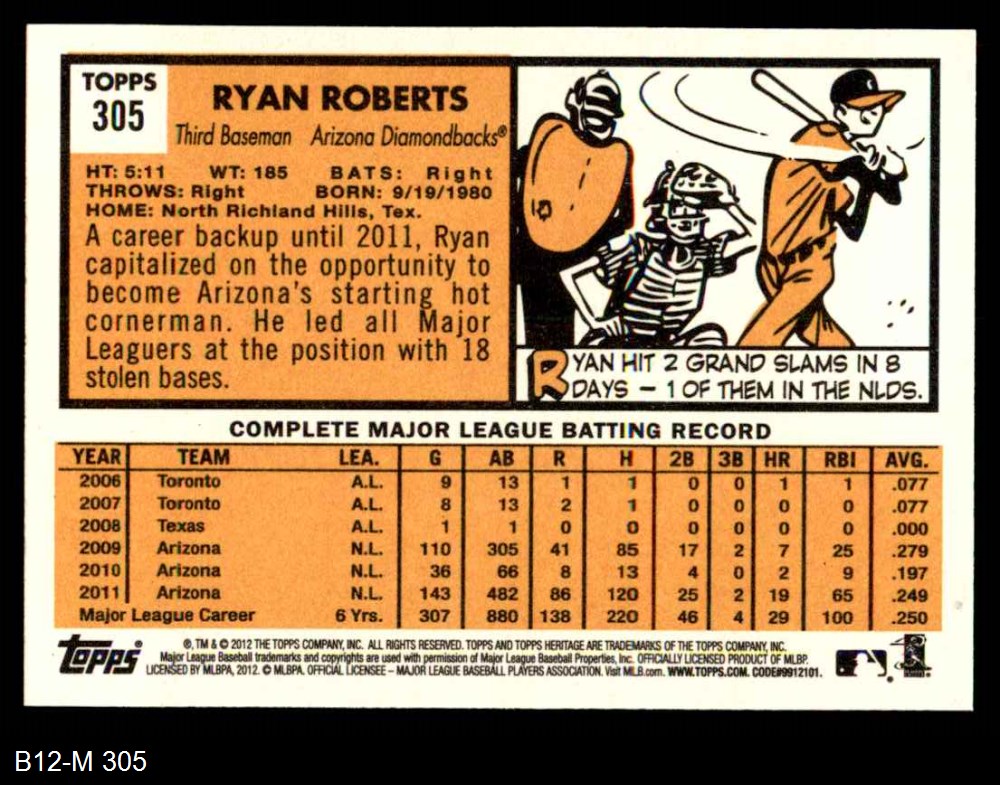 TOPPS
305
RYAN ROBERTS
Third Baseman Arizona Diamondbacks®
HT: 5:11 WT: 185 BATS: Right
THROWS: Right BORN: 9/19/1980
HOME: North Richland Hills, Tex.
A career backup until 2011, Ryan
capitalized on the opportunity to
become Arizona's starting hot
cornerman. He led all Major
Leaguers at the position with 18
stolen bases.
RYAN HIT 2 GRAND SLAMS IN 8
DAYS – 1 OF THEM IN THE NLDS.
COMPLETE MAJOR LEAGUE BATTING RECORD
YEAR TEAM LEA. G AB R H 2B 3B HR RBI AVG.
2006 Toronto A.L. 9 13 1 1 0 0 1 1 .077
2007 Toronto A.L. 8 13 2 1 0 0 0 0 .077
2008 Texas A.L. 1 1 0 0 0 0 0 0 .000
2009 Arizona N.L. 110 305 41 85 17 2 7 25 .279
2010 Arizona N.L. 36 66 8 13 4 0 2 9 .197
2011 Arizona N.L. 143 482 86 120 25 2 19 65 .249
Major League Career 6 Yrs. 307 880 138 220 46 4 29 100 .250
Topps
®, TM & © 2012 THE TOPPS COMPANY, INC. ALL RIGHTS RESERVED. TOPPS AND TOPPS HERITAGE ARE TRADEMARKS OF THE TOPPS COMPANY, INC.
Major League Baseball trademarks and copyrights are used with permission of Major League Baseball Properties, Inc. OFFICIALLY LICENSED PRODUCT OF MLBP.
LICENSED BY MLBPA, 2012. © MLBPA. OFFICIAL LICENSEE – MAJOR LEAGUE BASEBALL PLAYERS ASSOCIATION. Visit MLB.com. WWW.TOPPS.COM. CODE#9912101.
B12-M 305